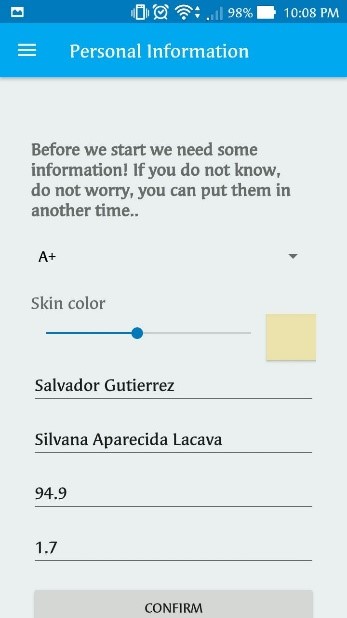 98% 10:08 PM
Personal Information
Before we start we need some
information! If you do not know,
do not worry, you can put them in
another time..
A+
Skin color
Salvador Gutierrez
Silvana Aparecida Lacava
94.9
1.7
CONFIRM